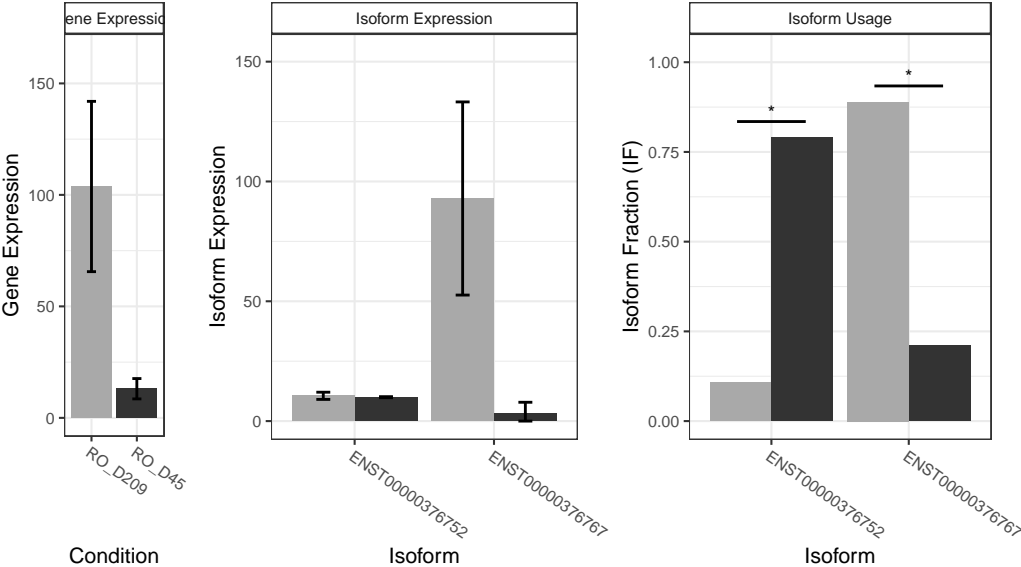 ene Expressio
Gene Expression
150
100
50
0
RO_D209
RO_D45
Condition
Isoform Expression
Isoform Expression
150
100
50
0
ENST00000376752
ENST00000376767
Isoform
Isoform Usage
Isoform Fraction (IF)
1.00
0.75
0.50
0.25
0.00
*
*
ENST00000376752
ENST00000376767
Isoform